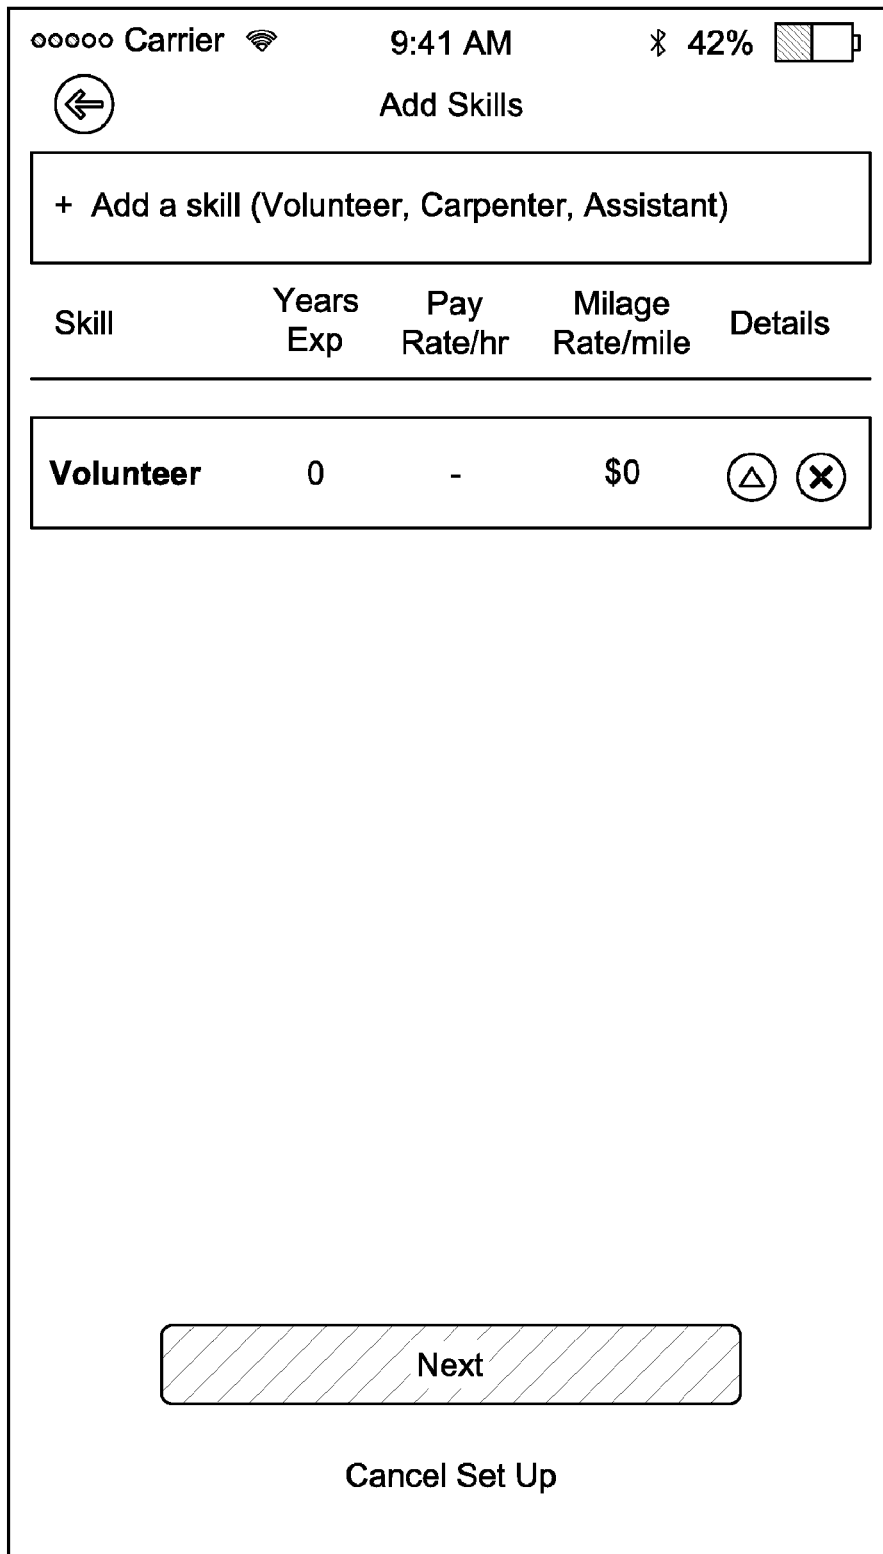 Carrier 9:41 AM 42%
Add Skills
+ Add a skill (Volunteer, Carpenter, Assistant)
Skill Years Exp Pay Rate/hr Milage Rate/mile Details
Volunteer 0 - $0
Next
Cancel Set Up